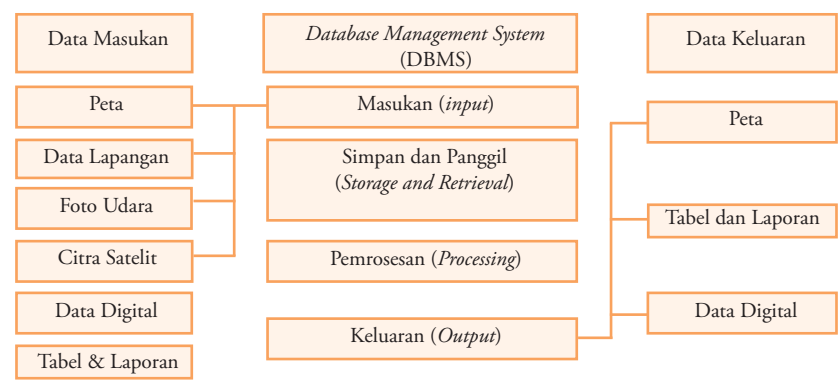 Data Masukan
Peta
Data Lapangan
Foto Udara
Citra Satelit
Data Digital
Tabel & Laporan
Database Management System
(DBMS)
Masukan (input)
Simpan dan Panggil
(Storage and Retrieval)
Pemrosesan (Processing)
Keluaran (Output)
Data Keluaran
Peta
Tabel dan Laporan
Data Digital